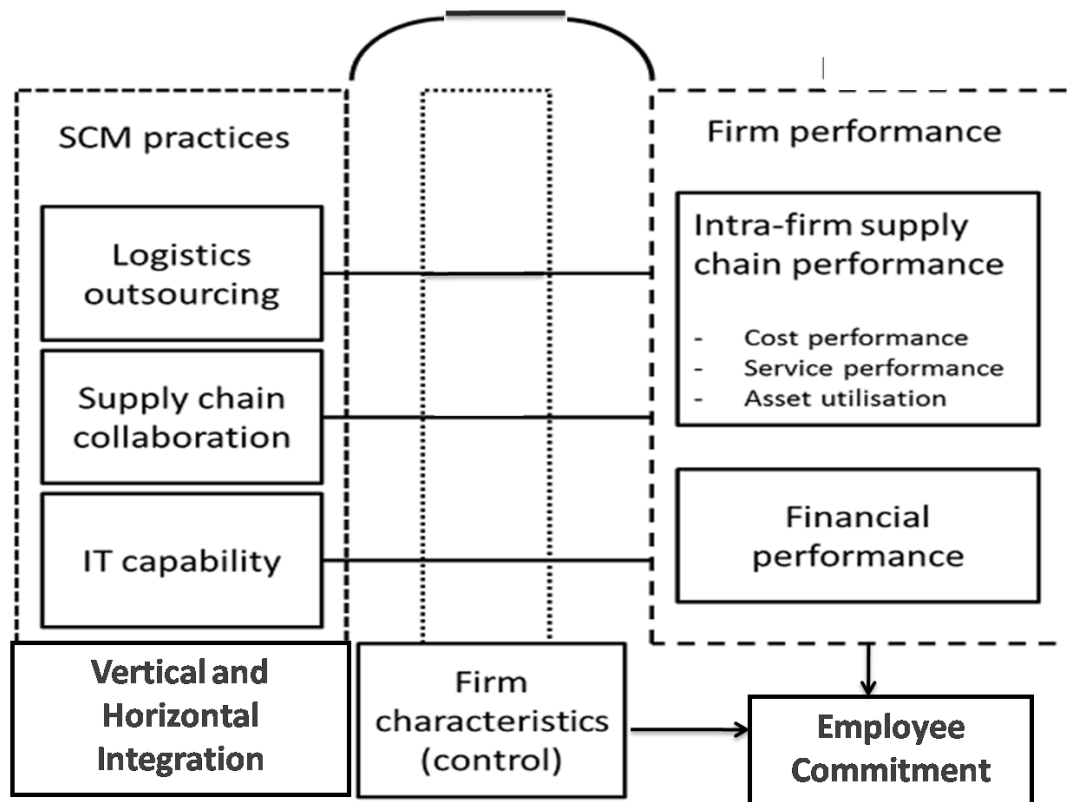 SCM practices
Logistics
outsourcing
Supply chain
collaboration
IT capability
Vertical and
Horizontal
Integration
Firm
characteristics
(control)
Firm performance
Intra-firm supply
chain performance
- Cost performance
- Service performance
- Asset utilisation
Financial
performance
Employee
Commitment